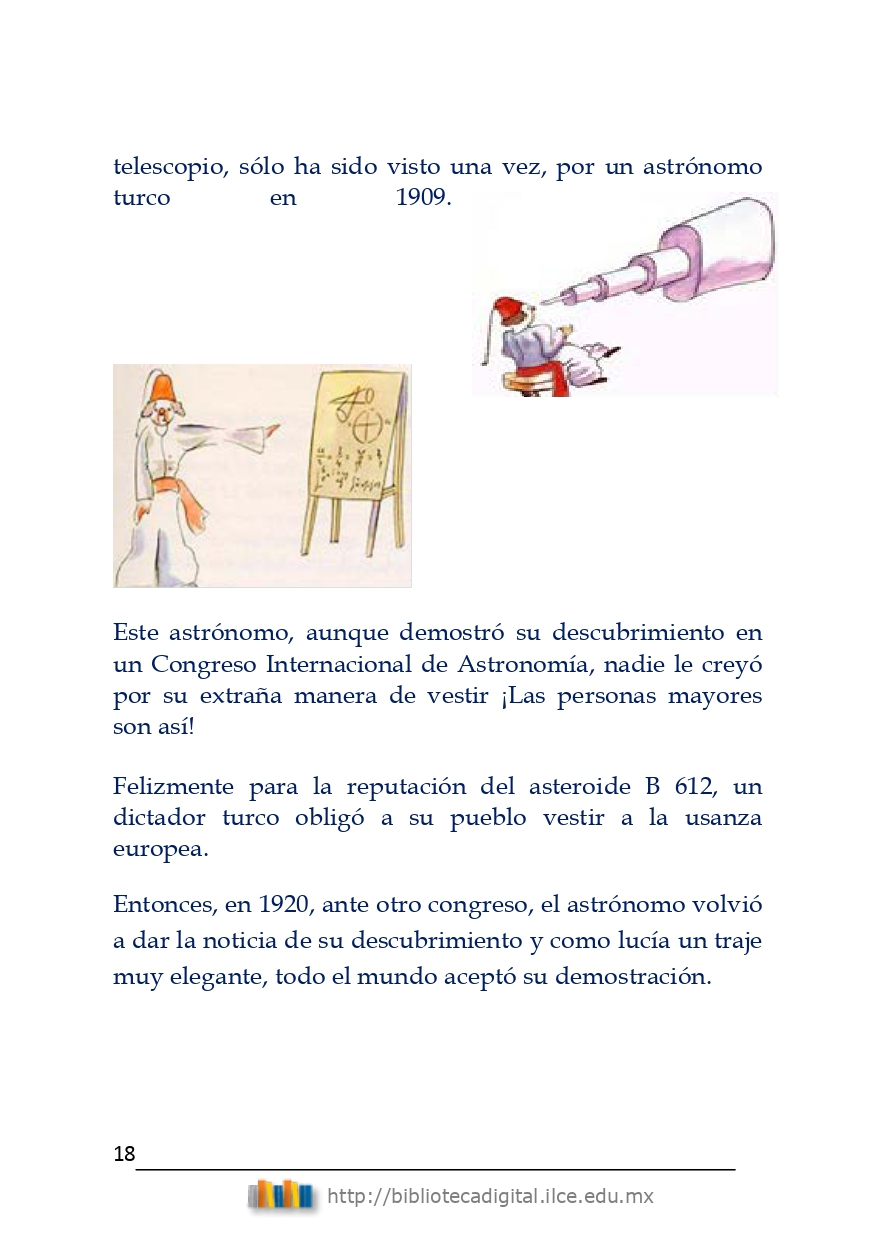 telescopio, sólo ha sido visto una vez, por un astrónomo
turco en 1909.
Este astrónomo, aunque demostró su descubrimiento en
un Congreso Internacional de Astronomía, nadie le creyó
por su extraña manera de vestir ¡Las personas mayores
son así!
Felizmente para la reputación del asteroide B 612, un
dictador turco obligó a su pueblo vestir a la usanza
europea.
Entonces, en 1920, ante otro congreso, el astrónomo volvió
a dar la noticia de su descubrimiento y como lucía un traje
muy elegante, todo el mundo aceptó su demostración.
18
http://bibliotecadigital.ilce.edu.mx